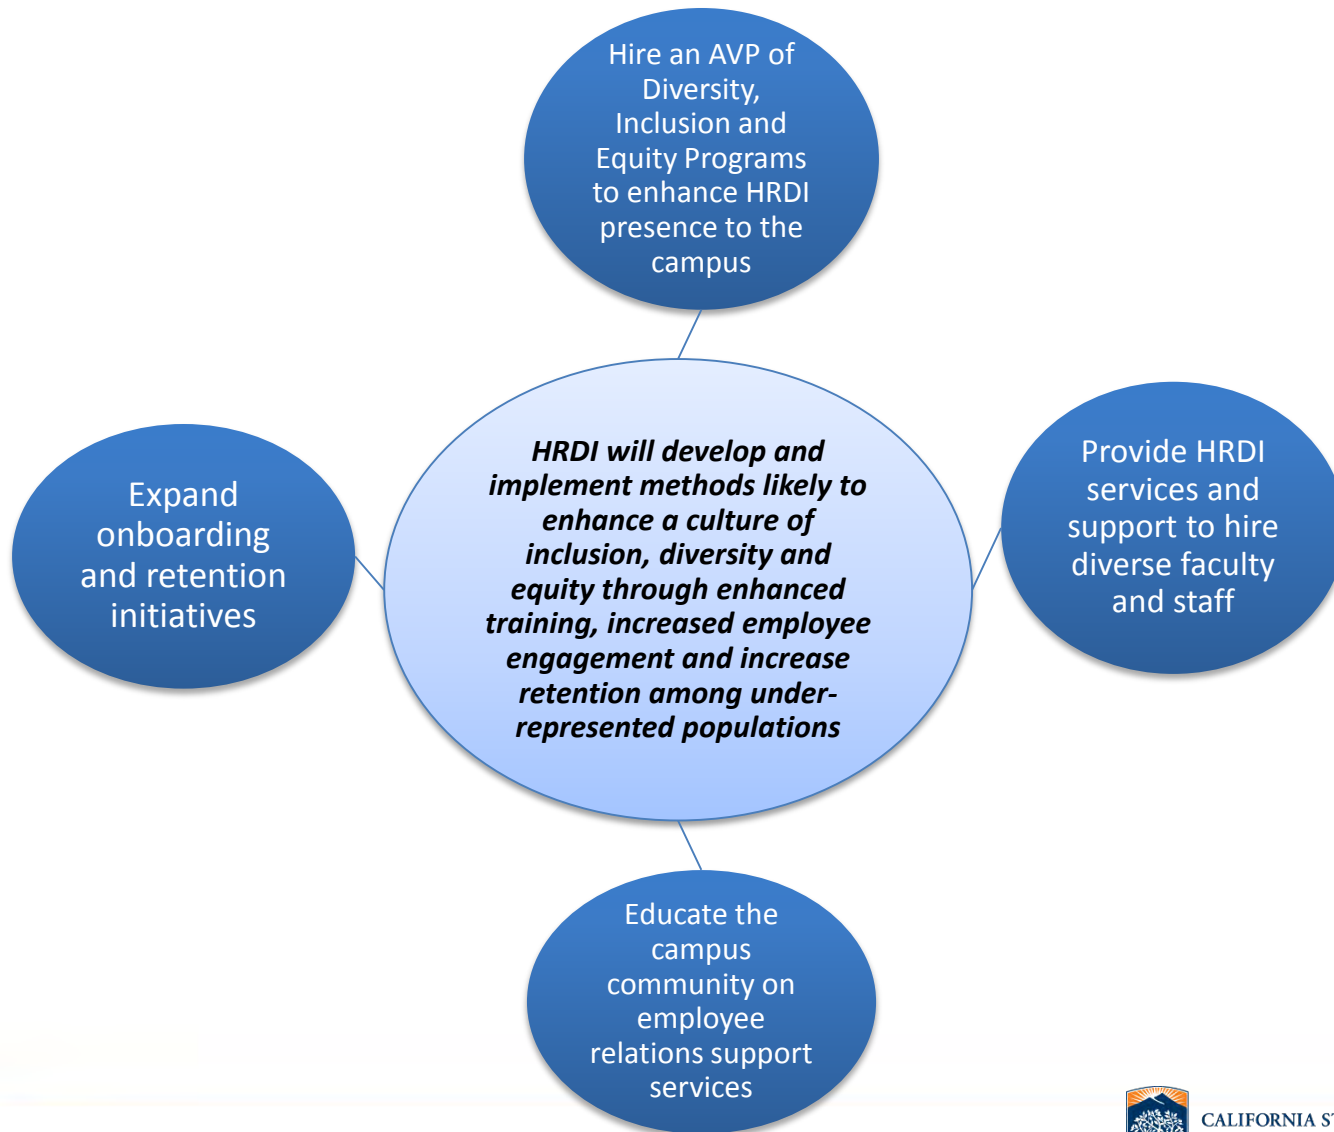 Hire an AVP of
Diversity,
Inclusion and
Equity Programs
to enhance HRDI
presence to the
campus
HRDI will develop and
implement methods likely to
enhance a culture of
inclusion, diversity and
equity through enhanced
training, increased employee
engagement and increase
retention among under-
represented populations
Provide HRDI
services and
support to hire
diverse faculty
and staff
Expand
onboarding
and retention
initiatives
Educate the
campus
community on
employee
relations support
services
CALIFORNIA ST